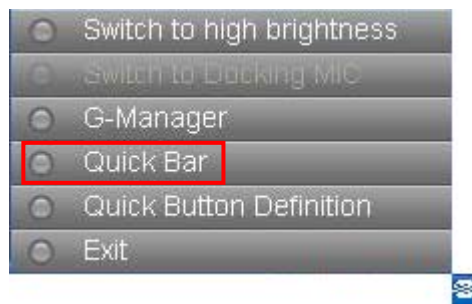 Switch to high brightness
Switch to Docking MIC
G-Manager
Quick Bar
Quick Button Definition
Exit